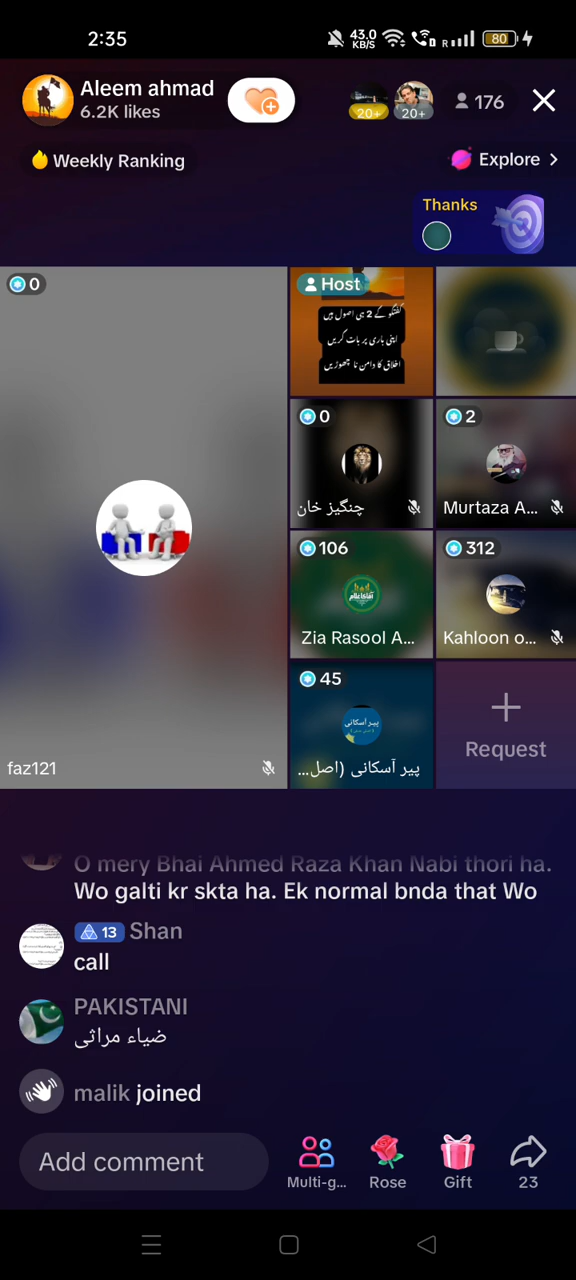 2:35
43.0
KB/S
R
80
Aleem ahmad
6.2K likes
20+
20+
176
Weekly Ranking
Explore
Thanks
0
Host
گفتگو کے 2 ہی اصول ہیں
اپنی باری پر بات کریں
اخلاق کا دامن نا چھوڑیں
0
چنگیز خان
2
Murtaza A...
106
Zia Rasool A...
312
Kahloon o...
faz121
45
پیر آسکانی
پیر آسکانی (اصل...
Request
O mery Bhai Ahmed Raza Khan Nabi thori ha.
Wo galti kr skta ha. Ek normal bnda that Wo
13 Shan
call
PAKISTANI
ضیاء مراثی
malik joined
Add comment
Multi-g...
Rose
Gift
23